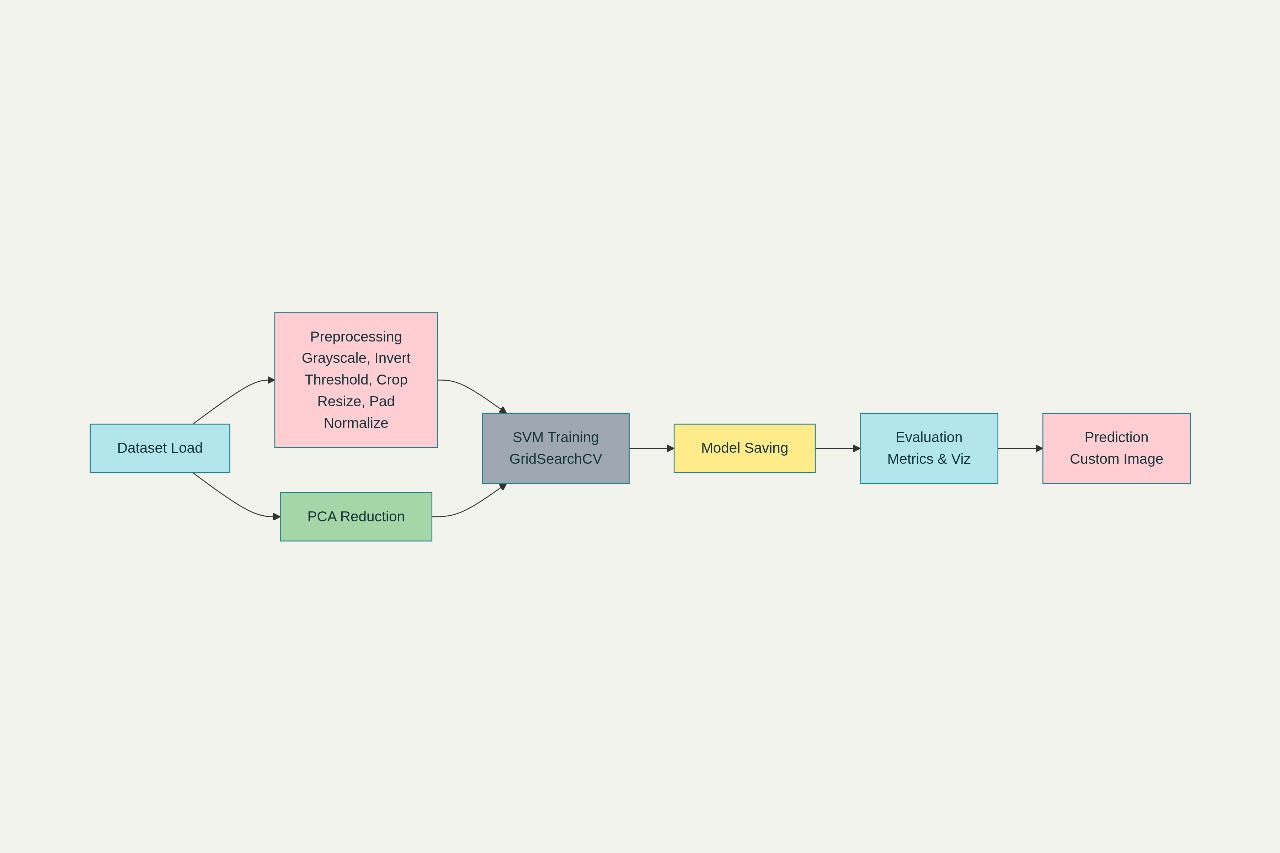 Dataset Load
Preprocessing
Grayscale, Invert
Threshold, Crop
Resize, Pad
Normalize
PCA Reduction
SVM Training
GridSearchCV
Model Saving
Evaluation
Metrics & Viz
Prediction
Custom Image